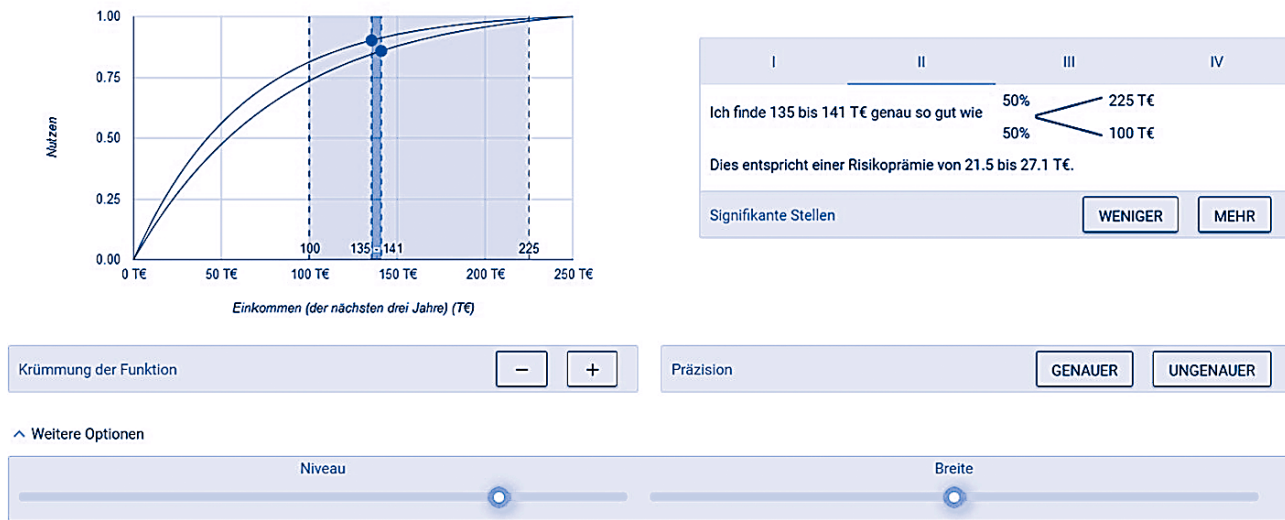 1.00
0.75
0.50
0.25
0.00
Nutzen
100
135 - 141
225
0 T€ 50 T€ 100 T€ 150 T€ 200 T€ 250 T€
Einkommen (der nächsten drei Jahre) (T€)
I II III IV
50% 225 T€
Ich finde 135 bis 141 T€ genau so gut wie
50% 100 T€
Dies entspricht einer Risikoprämie von 21.5 bis 27.1 T€.
Signifikante Stellen WENIGER MEHR
Krümmung der Funktion − +
Präzision GENAUER UNGENAUER
Weitere Optionen
Niveau Breite